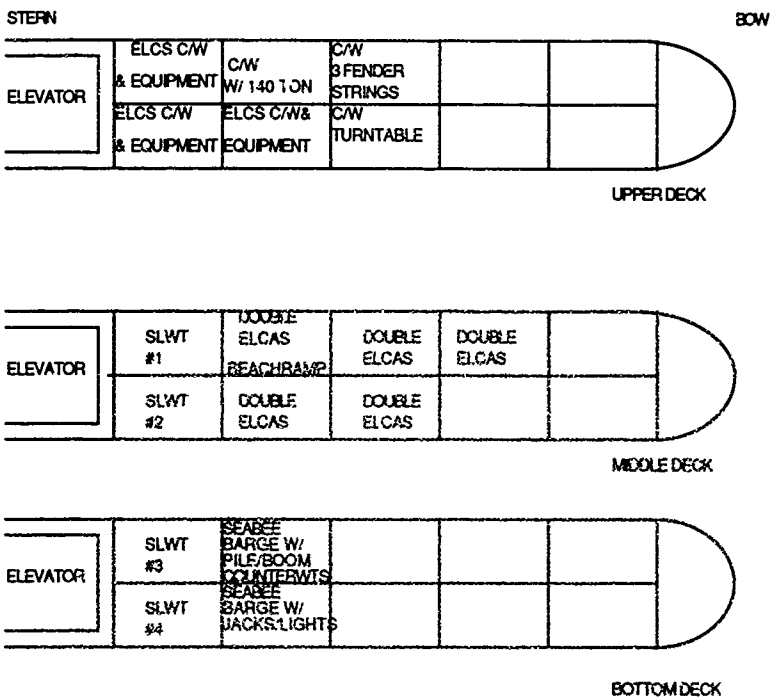 STERN
BOW
ELEVATOR
ELCS C/W
& EQUIPMENT
C/W
W/ 140 TON
C/W
3 FENDER
STRINGS
ELCS C/W
& EQUIPMENT
ELCS C/W&
EQUIPMENT
C/W
TURNTABLE
UPPER DECK
ELEVATOR
SLWT
#1
DOUBLE
ELCAS
BEACHRAMP
DOUBLE
ELCAS
DOUBLE
ELCAS
SLWT
#2
DOUBLE
ELCAS
DOUBLE
ELCAS
MIDDLE DECK
ELEVATOR
SLWT
#3
SEABEE
BARGE W/
PILE/BOOM
COUNTERWTS
SLWT
#4
SEABEE
BARGE W/
JACKS/LIGHTS
BOTTOM DECK